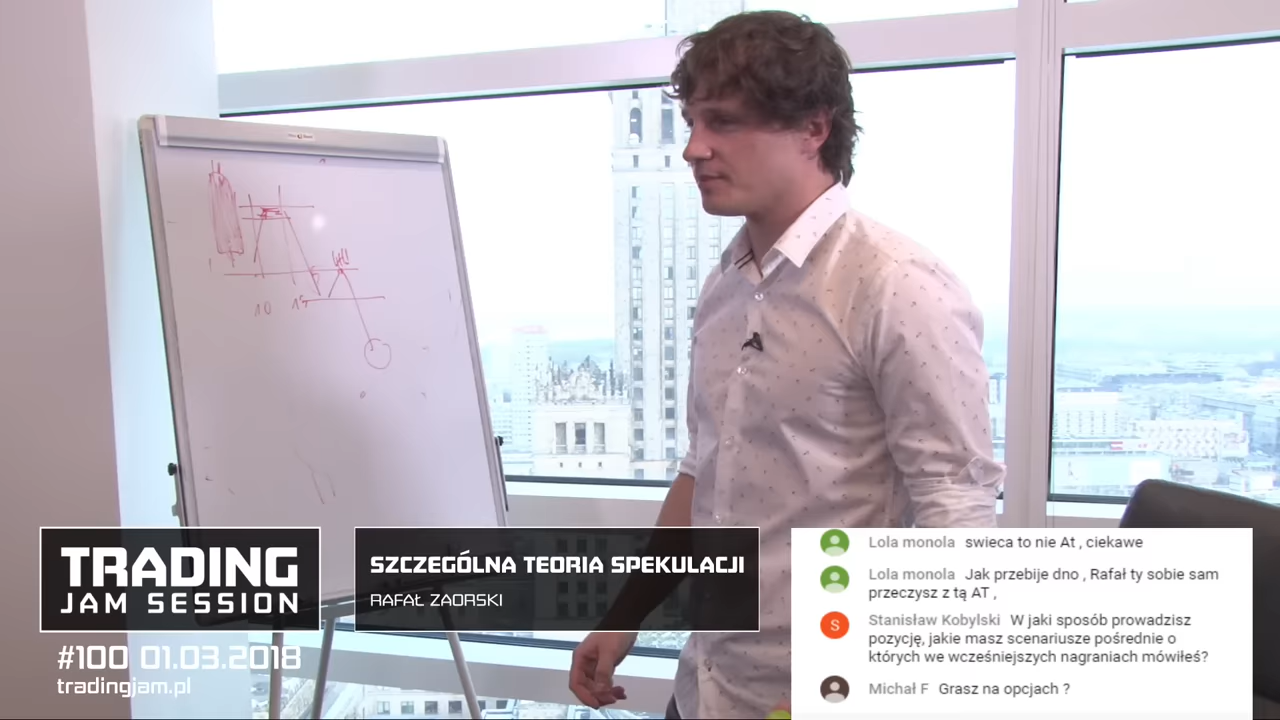 10
15
TRADING
JAM SESSION
#100 01.03.2018
tradingjam.pl
SZCZEGÓLNA TEORIA SPEKULACJI
RAFAŁ ZAORSKI
Lola monola swieca to nie At , ciekawe
Lola monola Jak przebije dno , Rafał ty sobie sam
przeczysz z tą AT ,
S
Stanisław Kobylski W jaki sposób prowadzisz
pozycję, jakie masz scenariusze pośrednie o
których we wcześniejszych nagraniach mówiłeś?
Michał F Grasz na opcjach ?